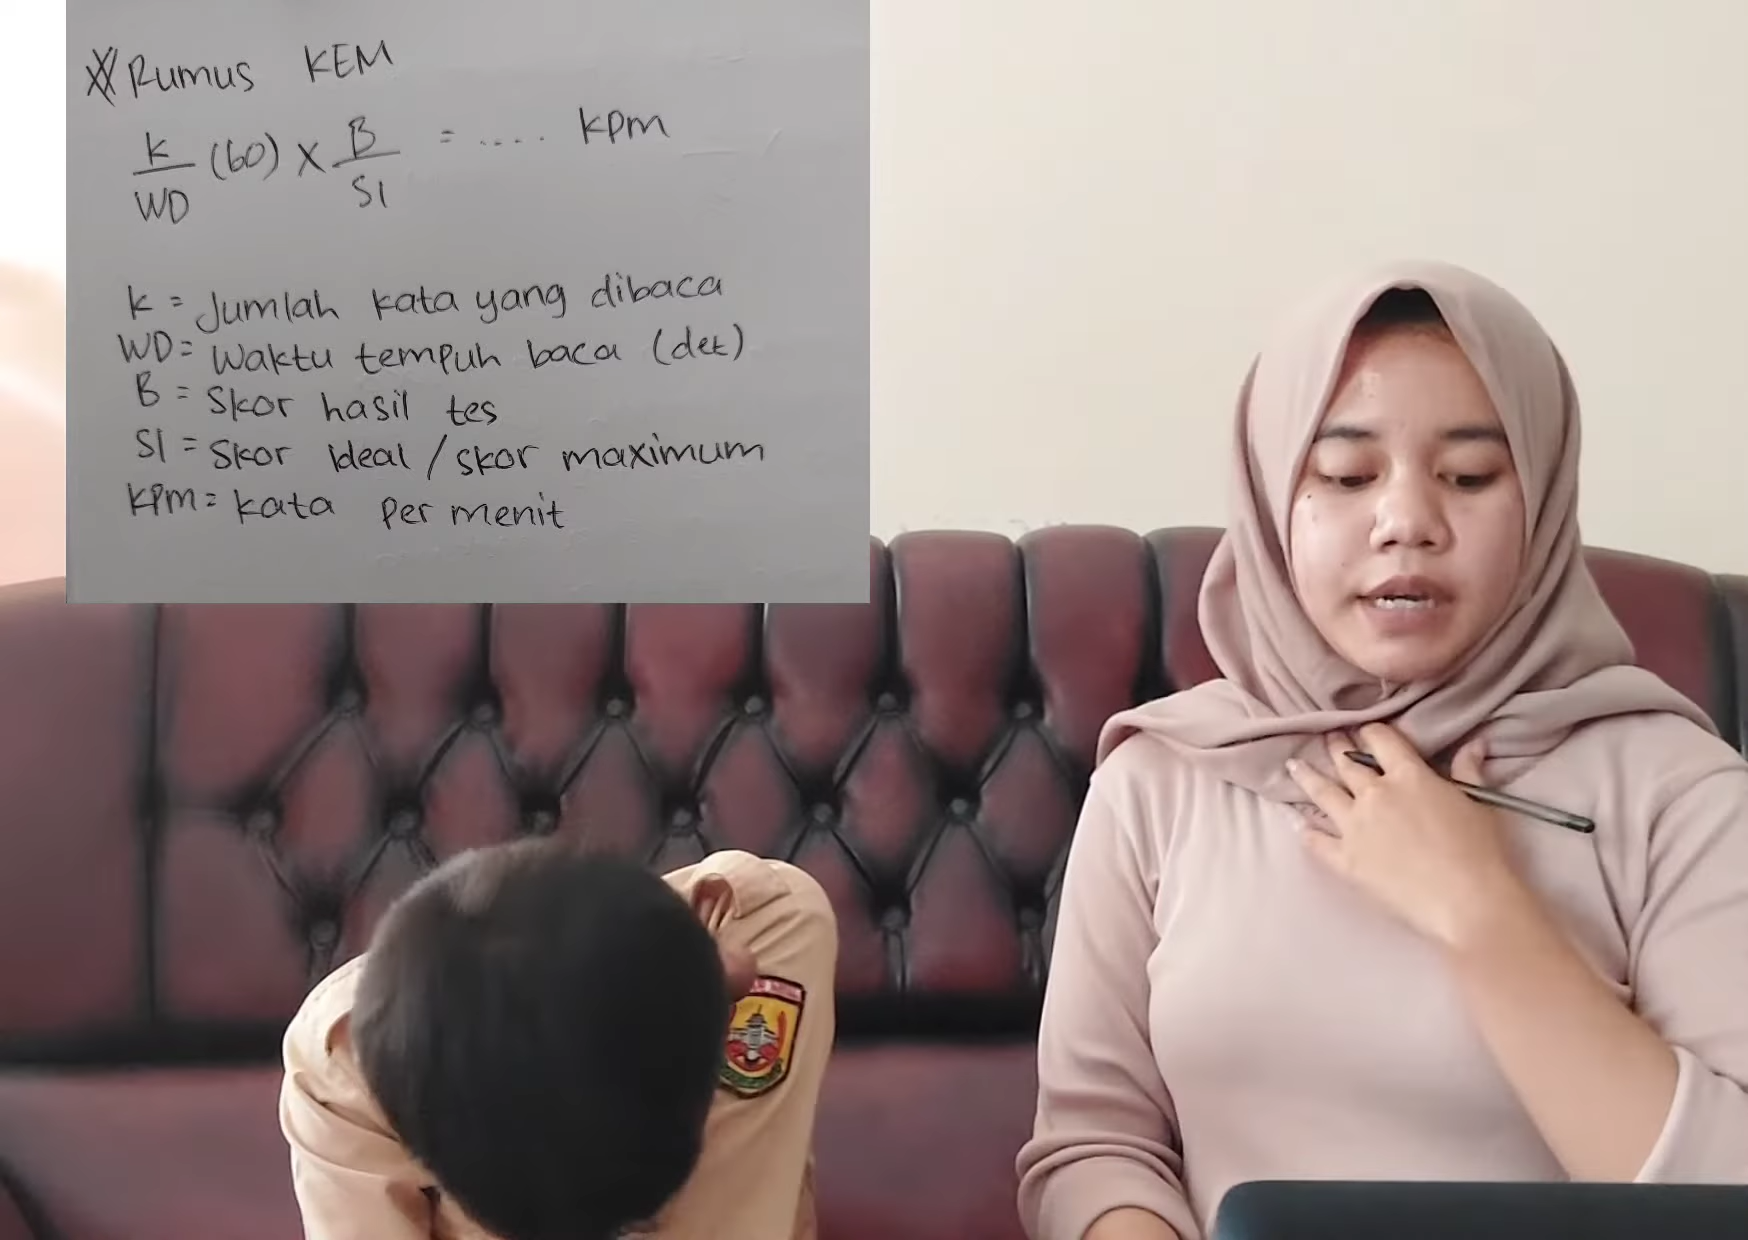 Rumus KEM
K/WD (60) X B/SI = .... kpm
K = Jumlah kata yang dibaca
WD = Waktu tempuh baca (det)
B = Skor hasil tes
SI = Skor ideal / skor maximum
KPM = kata per menit